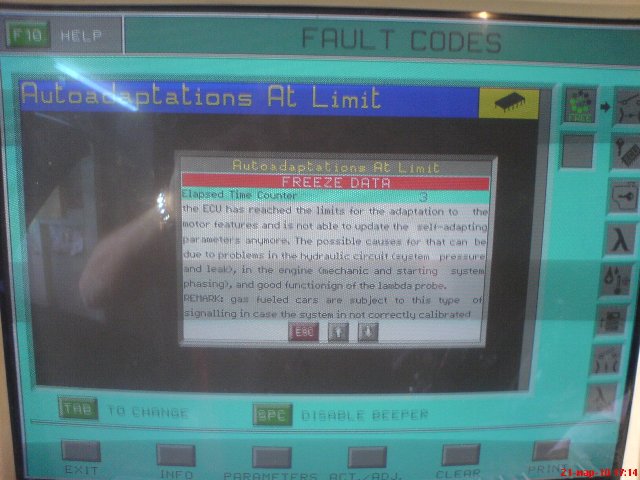 F10 HELP
FAULT CODES
Autoadaptations At Limit
FREE
Autoadaptations At Limit
FREEZE DATA
Elapsed Time Counter 3
the ECU has reached the limits for the adaptation to the
motor features and is not able to update the self-adapting
parameters anymore. The possible causes for that can be
due to problems in the hydraulic circuit (system pressure
and leak), in the engine (mechanic and starting system
phasing), and good functionign of the lambda probe.
REMARK: gas fueled cars are subject to this type of
signalling in case the system in not correctly calibrated
ESC
λ
TAB TO CHANGE
SPC DISABLE BEEPER
EXIT INFO PARAMETERS ACT./ADJ. CLEAR PRINT